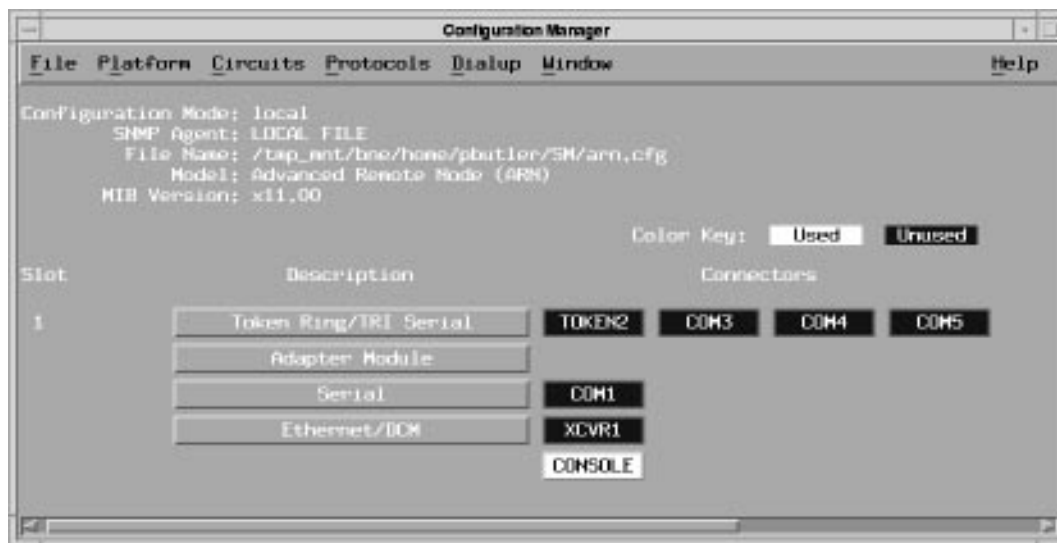 Configuration Manager
File Platform Circuits Protocols Dialup Window Help
Configuration Mode: local
SNMP Agent: LOCAL FILE
File Name: /tmp_mnt/bne/home/pbutler/SM/arn.cfg
Model: Advanced Remote Node (ARN)
MIB Version: x11.00
Color Key: Used Unused
Slot Description Connectors
1 Token Ring/TRI Serial TOKEN2 COM3 COM4 COM5
Adapter Module
Serial COM1
Ethernet/DCM XCVR1
CONSOLE